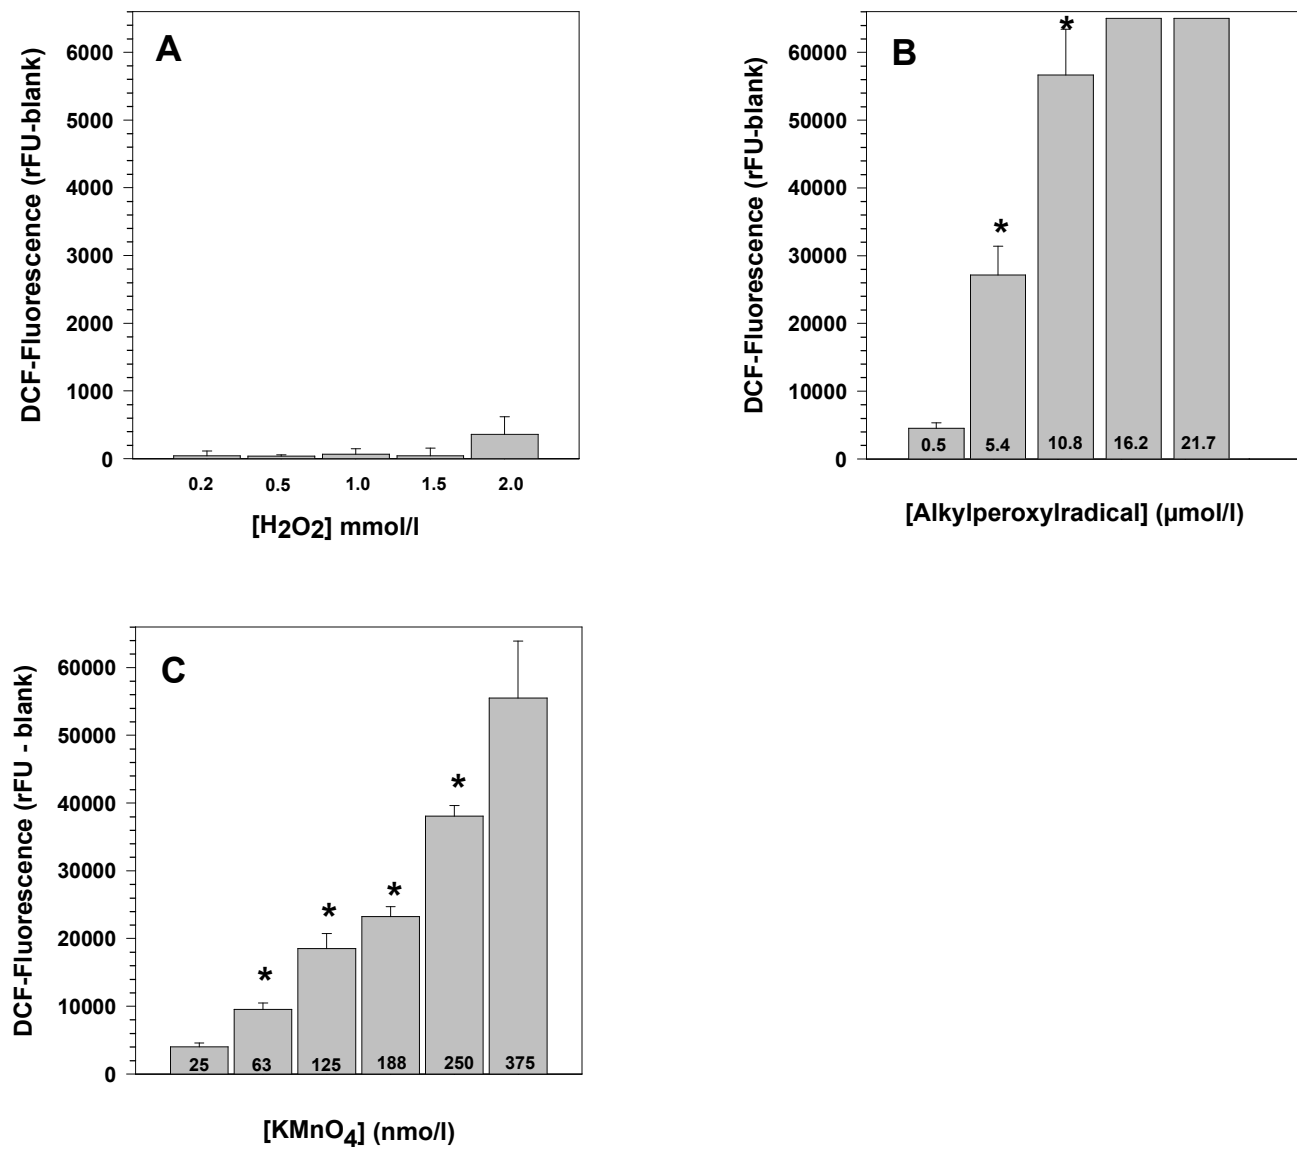 A
DCF-Fluorescence (rFU-blank)
6000
5000
4000
3000
2000
1000
0
0.2 0.5 1.0 1.5 2.0
[H2O2] mmol/l
B
DCF-Fluorescence (rFU-blank)
60000
50000
40000
30000
20000
10000
0
*
*
0.5 5.4 10.8 16.2 21.7
[Alkylperoxylradical] (µmol/l)
C
DCF-Fluorescence (rFU - blank)
60000
50000
40000
30000
20000
10000
0
*
*
*
*
25 63 125 188 250 375
[KMnO4] (nmo/l)